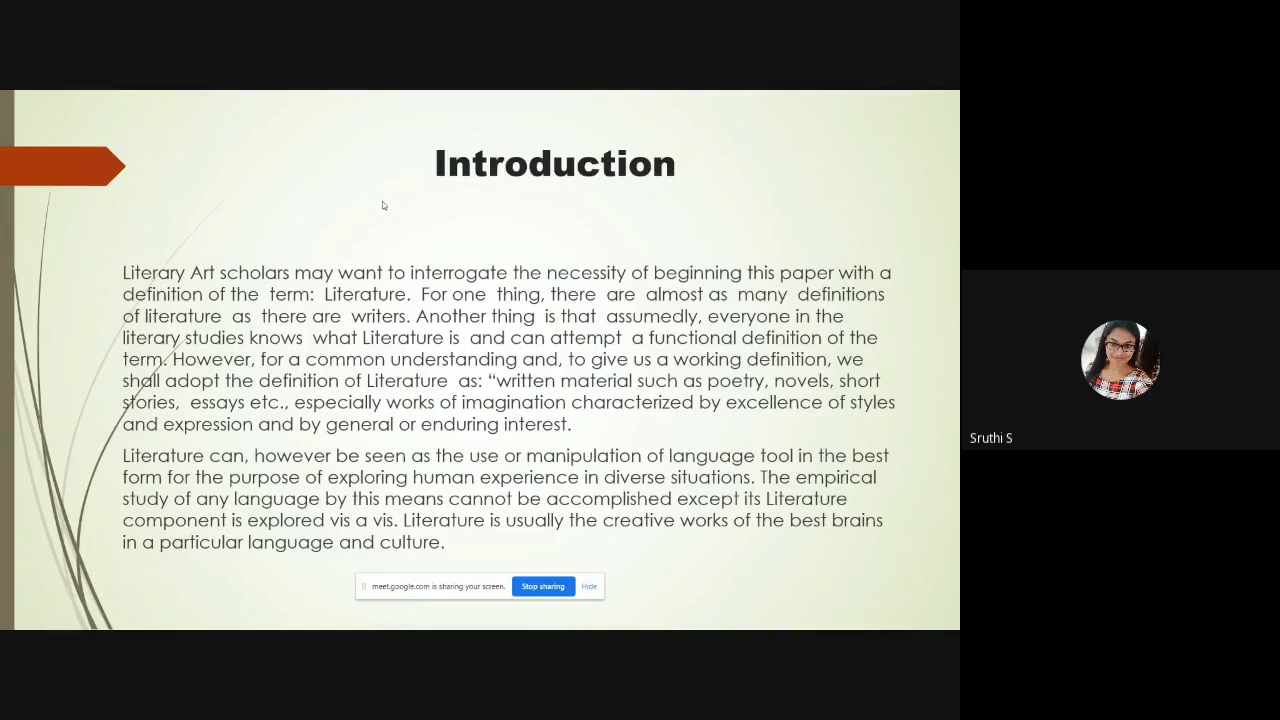 Introduction
Literary Art scholars may want to interrogate the necessity of beginning this paper with a
definition of the term: Literature. For one thing, there are almost as many definitions
of literature as there are writers. Another thing is that assumedly, everyone in the
literary studies knows what Literature is and can attempt a functional definition of the
term. However, for a common understanding and, to give us a working definition, we
shall adopt the definition of Literature as: “written material such as poetry, novels, short
stories, essays etc., especially works of imagination characterized by excellence of styles
and expression and by general or enduring interest.
Literature can, however be seen as the use or manipulation of language tool in the best
form for the purpose of exploring human experience in diverse situations. The empirical
study of any language by this means cannot be accomplished except its Literature
component is explored vis a vis. Literature is usually the creative works of the best brains
in a particular language and culture.
meet.google.com is sharing your screen. Stop sharing Hide
Sruthi S